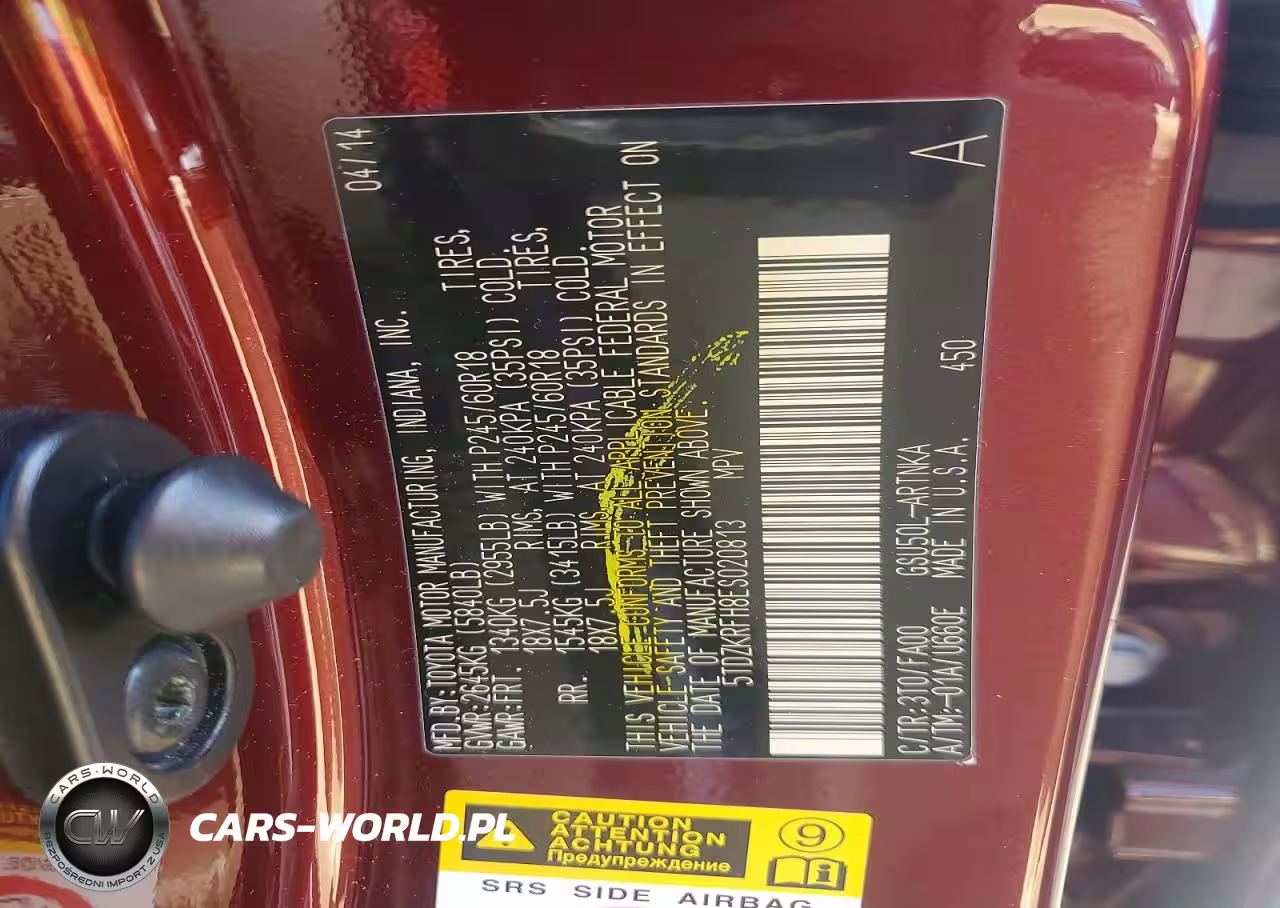 04/14
MFD.BY:TOYOTA MOTOR MANUFACTURING, INDIANA, INC.
GVWR:2645KG (5840LB)
GAWR:FRT. 1340KG (2955LB) WITH P245/60R18 TIRES,
18X7.5J RIMS, AT 240KPA (35PSI) COLD.
RR. 1545KG (3415LB) WITH P245/60R18 TIRES,
18X7.5J RIMS, AT 240KPA (35PSI) COLD.
THIS VEHICLE CONFORMS TO ALL APPLICABLE FEDERAL MOTOR
VEHICLE SAFETY AND THEFT PREVENTION STANDARDS IN EFFECT ON
THE DATE OF MANUFACTURE SHOWN ABOVE.
5TDZKRFH8ES020813 MPV
C/TR:3T0/FA00 GSU50L-ARTNKA
A/TM:-01A/U660E MADE IN U.S.A. 450 A
CAUTION
ATTENTION
ACHTUNG
Предупреждение
9
i
SRS SIDE AIRBAG
CARS-WORLD
CW
BEZPOŚREDNI IMPORT Z USA
CARS-WORLD.PL